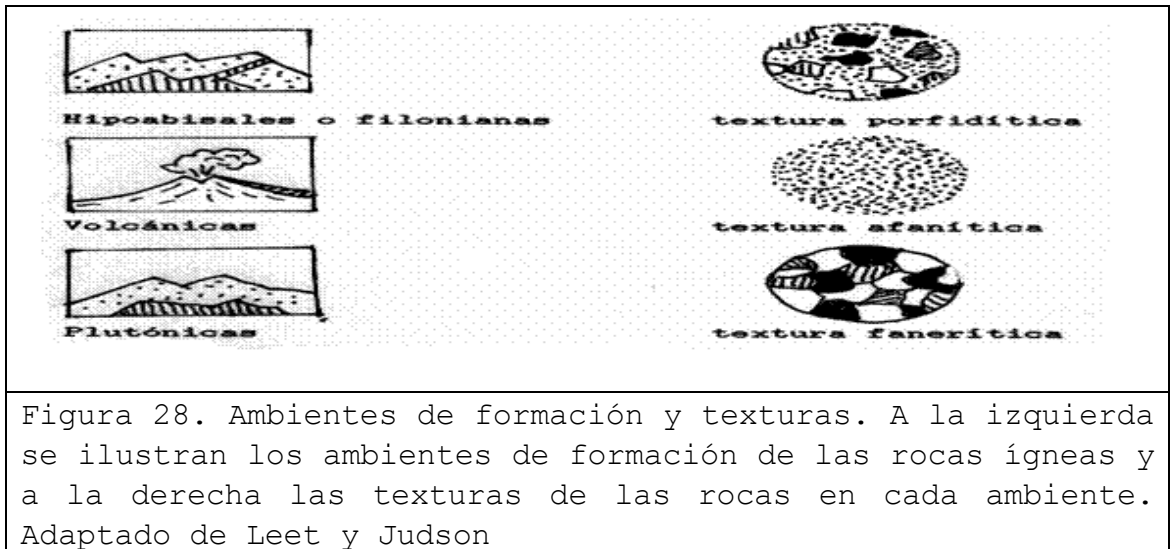 Hipoabisales o filonianas
textura porfidítica
Volcánicas
textura afanítica
Plutónicas
textura fanerítica
Figura 28. Ambientes de formación y texturas. A la izquierda
se ilustran los ambientes de formación de las rocas ígneas y
a la derecha las texturas de las rocas en cada ambiente.
Adaptado de Leet y Judson